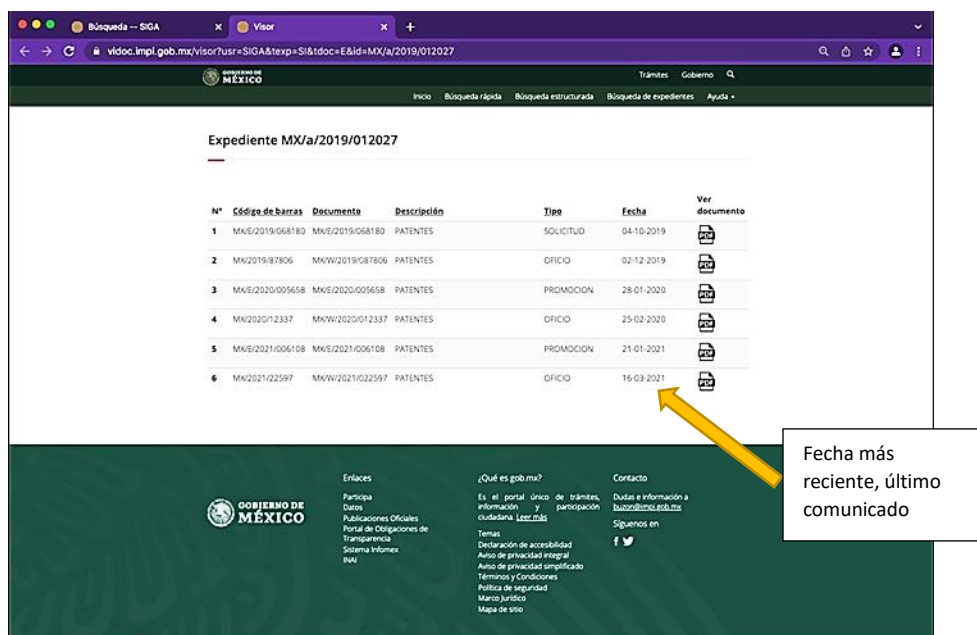 Búsqueda -- SIGA
Visor
vidoc.impi.gob.mx/visor?usr=SIGA&texp=SI&tdoc=E&id=MX/a/2019/012027
GOBIERNO DE MÉXICO
Trámites Gobierno
Inicio Búsqueda rápida Búsqueda estructurada Búsqueda de expedientes Ayuda
Expediente MX/a/2019/012027
N° Código de barras Documento Descripción Tipo Fecha Ver documento
1 MX/E/2019/068180 MX/E/2019/068180 PATENTES SOLICITUD 04-10-2019 PDF
2 MX/2019/87806 MX/W/2019/087806 PATENTES OFICIO 02-12-2019 PDF
3 MX/E/2020/005658 MX/E/2020/005658 PATENTES PROMOCION 28-01-2020 PDF
4 MX/2020/12337 MX/W/2020/012337 PATENTES OFICIO 25-02-2020 PDF
5 MX/E/2021/006108 MX/E/2021/006108 PATENTES PROMOCION 21-01-2021 PDF
6 MX/2021/22597 MX/W/2021/022597 PATENTES OFICIO 16-03-2021 PDF
Fecha más
reciente, último
comunicado
GOBIERNO DE
MÉXICO
Enlaces
Participa
Datos
Publicaciones Oficiales
Portal de Obligaciones de
Transparencia
Sistema Infomex
INAI
¿Qué es gob.mx?
Es el portal único de trámites,
información y participación
ciudadana. Leer más
Temas
Declaración de accesibilidad
Aviso de privacidad integral
Aviso de privacidad simplificado
Términos y Condiciones
Política de seguridad
Marco Jurídico
Mapa de sitio
Contacto
Dudas e información a
buzon@impi.gob.mx
Síguenos en